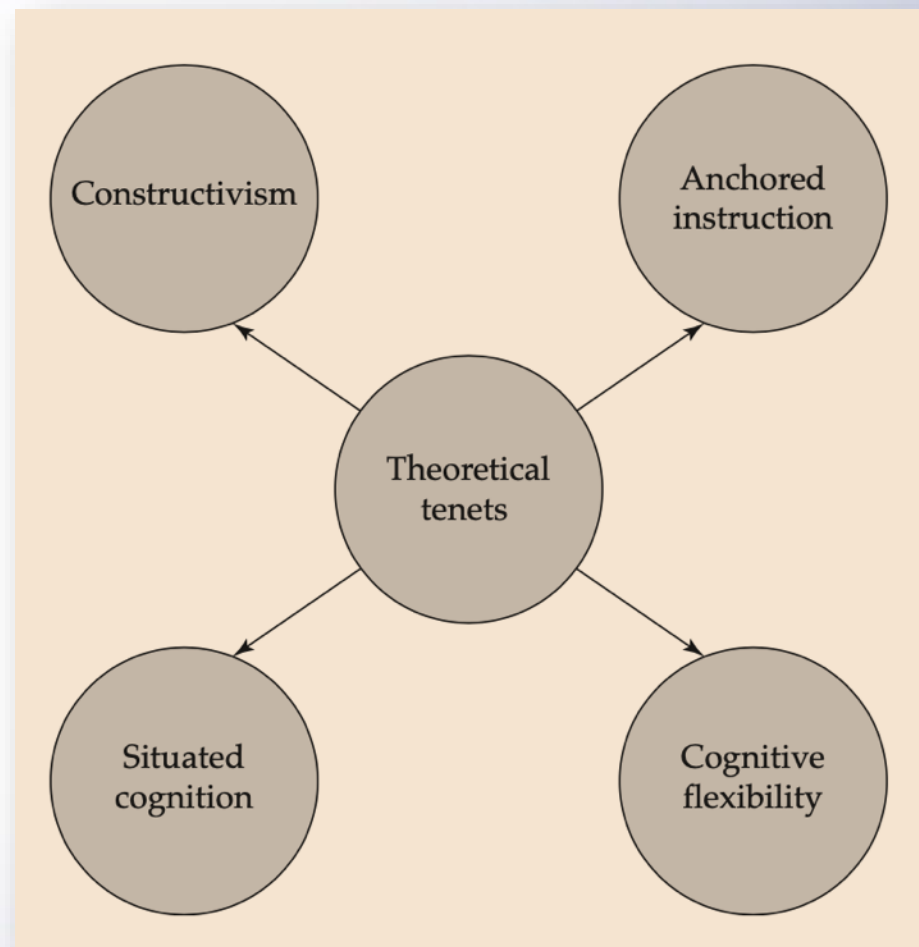 Constructivism
Anchored
instruction
Theoretical
tenets
Situated
cognition
Cognitive
flexibility